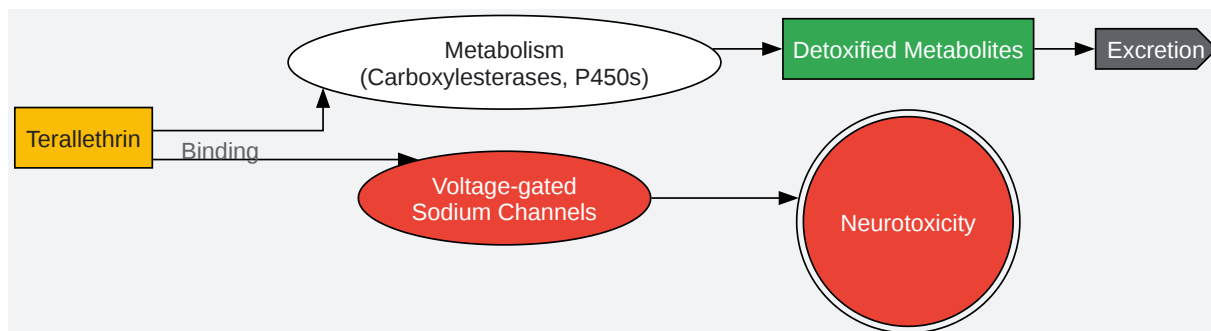 Metabolism
(Carboxylesterases, P450s)
Detoxified Metabolites
Excretion
Terallethrin
Binding
Voltage-gated
Sodium Channels
Neurotoxicity